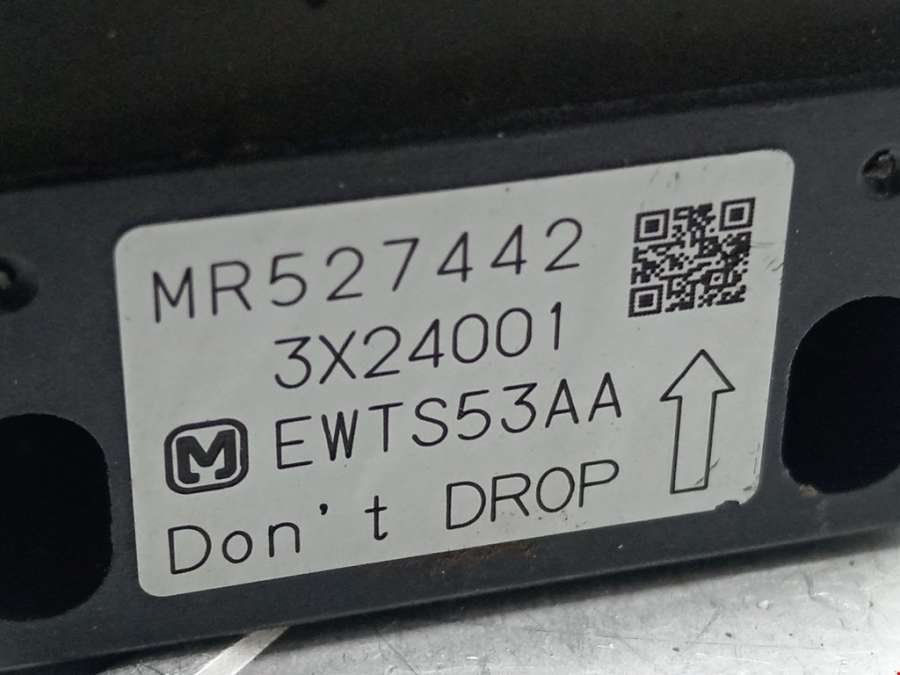 MR527442
3X24001
M EWTS53AA
Don't DROP